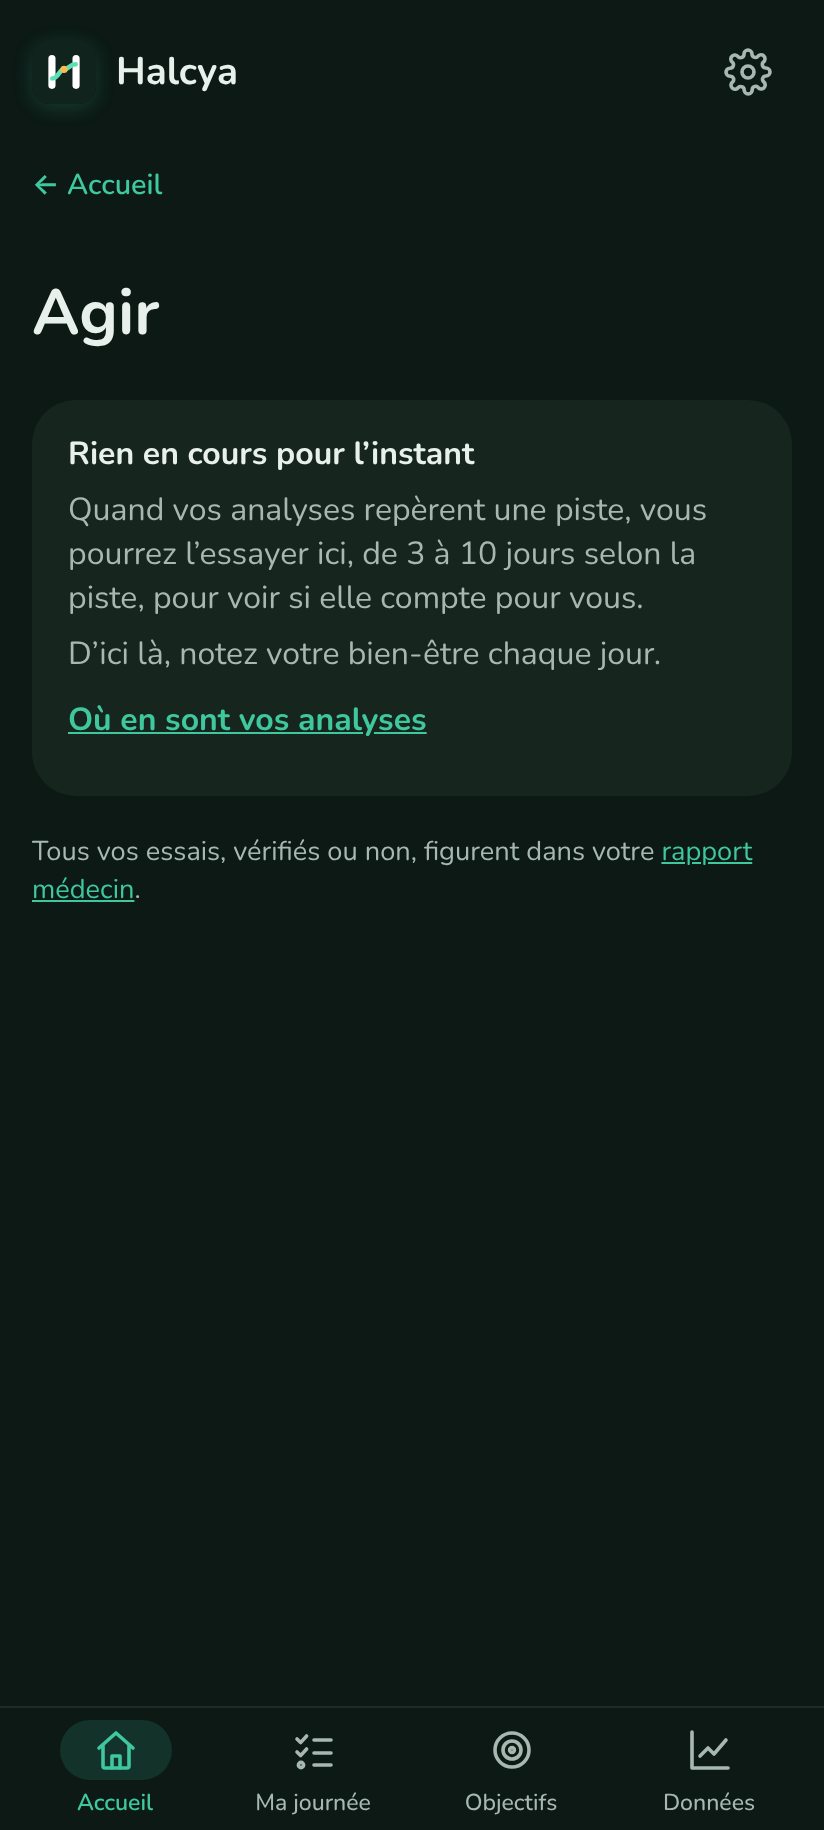 Halcya
← Accueil
Agir
Rien en cours pour l’instant
Quand vos analyses repèrent une piste, vous
pourrez l’essayer ici, de 3 à 10 jours selon la
piste, pour voir si elle compte pour vous.
D’ici là, notez votre bien-être chaque jour.
Où en sont vos analyses
Tous vos essais, vérifiés ou non, figurent dans votre rapport
médecin.
Accueil
Ma journée
Objectifs
Données